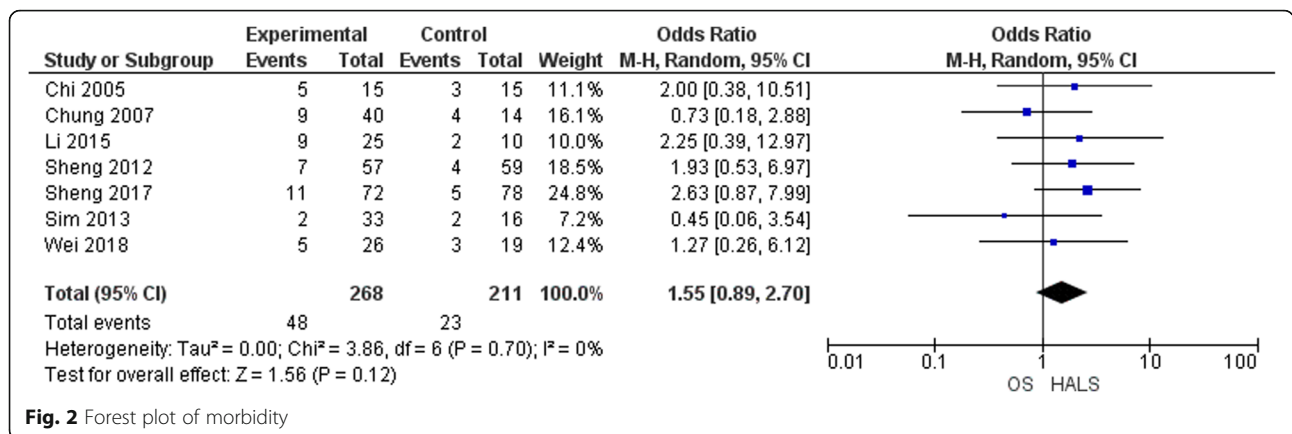 Experimental Control Odds Ratio Odds Ratio
Study or Subgroup Events Total Events Total Weight M-H, Random, 95% CI M-H, Random, 95% CI
Chi 2005 5 15 3 15 11.1% 2.00 [0.38, 10.51]
Chung 2007 9 40 4 14 16.1% 0.73 [0.18, 2.88]
Li 2015 9 25 2 10 10.0% 2.25 [0.39, 12.97]
Sheng 2012 7 57 4 59 18.5% 1.93 [0.53, 6.97]
Sheng 2017 11 72 5 78 24.8% 2.63 [0.87, 7.99]
Sim 2013 2 33 2 16 7.2% 0.45 [0.06, 3.54]
Wei 2018 5 26 3 19 12.4% 1.27 [0.26, 6.12]
Total (95% CI) 268 211 100.0% 1.55 [0.89, 2.70]
Total events 48 23
Heterogeneity: Tau² = 0.00; Chi² = 3.86, df = 6 (P = 0.70); I² = 0%
Test for overall effect: Z = 1.56 (P = 0.12)
0.01 0.1 1 10 100
OS HALS
Fig. 2 Forest plot of morbidity